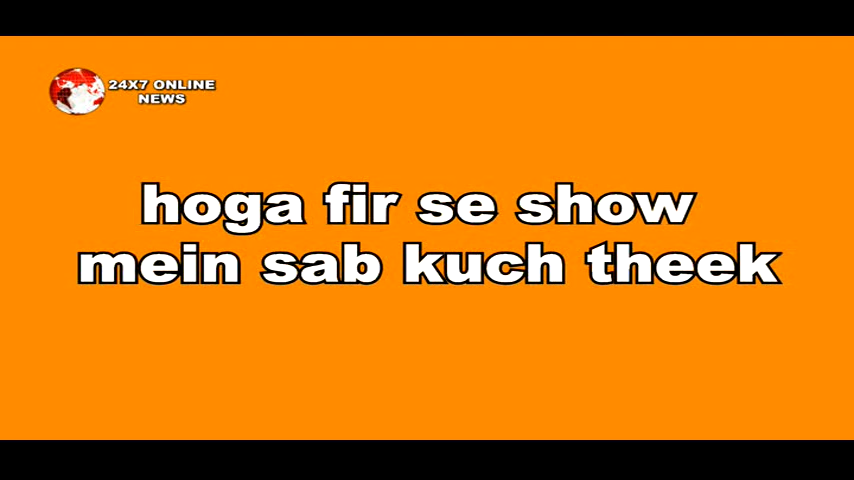 24X7 ONLINE
NEWS
hoga fir se show
mein sab kuch theek